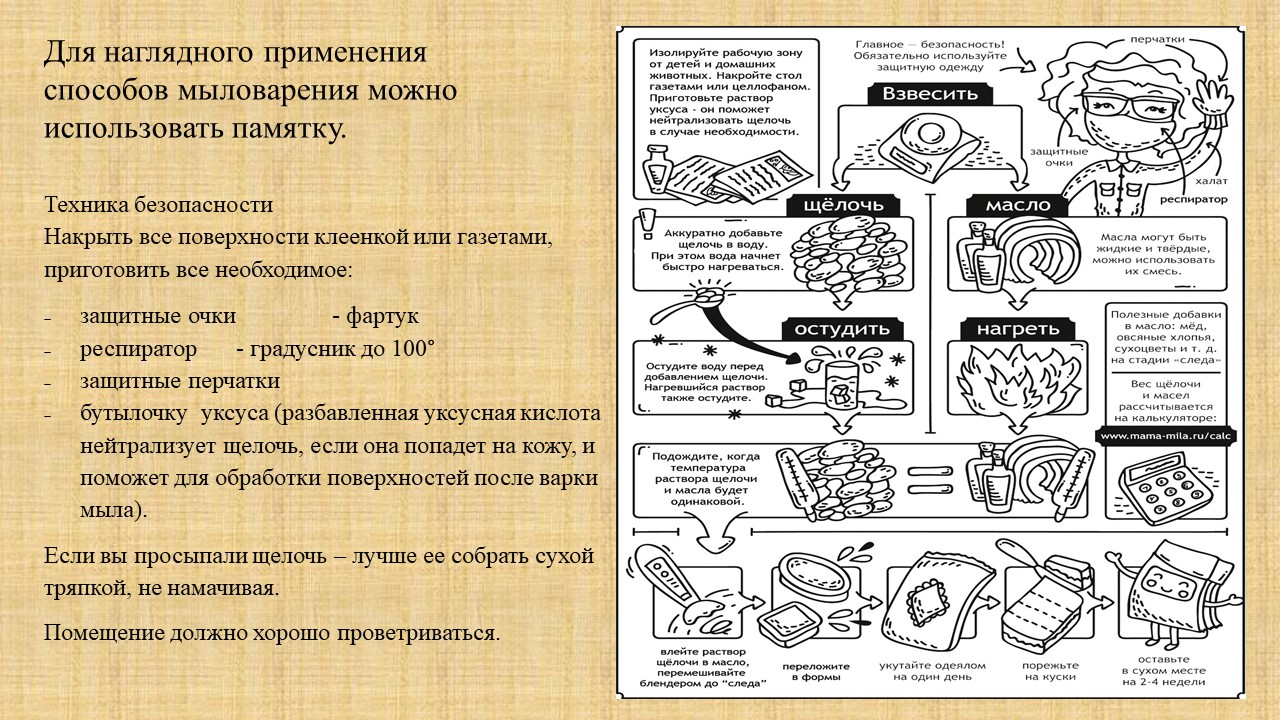 Для наглядного применения
способов мыловарения можно
использовать памятку.
Техника безопасности
Накрыть все поверхности клеенкой или газетами,
приготовить все необходимое:
- защитные очки - фартук
- респиратор - градусник до 100°
- защитные перчатки
- бутылочку уксуса (разбавленная уксусная кислота
нейтрализует щелочь, если она попадет на кожу, и
поможет для обработки поверхностей после варки
мыла).
Если вы просыпали щелочь – лучше ее собрать сухой
тряпкой, не намачивая.
Помещение должно хорошо проветриваться.
Изолируйте рабочую зону
от детей и домашних
животных. Накройте стол
газетами или целлофаном.
Приготовьте раствор
уксуса - он поможет
нейтрализовать щелочь
в случае необходимости.
Главное — безопасность!
Обязательно используйте
защитную одежду
перчатки
защитные
очки
халат
респиратор
Взвесить
щёлочь
масло
Аккуратно добавьте
щелочь в воду.
При этом вода начнет
быстро нагреваться.
Масла могут быть
жидкие и твёрдые,
можно использовать
их смесь.
остудить
нагреть
Остудите воду перед
добавлением щелочи.
Нагревшийся раствор
также остудите.
Полезные добавки
в масло: мёд,
овсяные хлопья,
сухоцветы и т. д.
на стадии «следа»
Вес щёлочи
и масел
рассчитывается
на калькуляторе:
www.mama-mila.ru/calc
Подождите, когда
температура
раствора щелочи
и масла будет
одинаковой.
влейте раствор
щёлочи в масло,
перемешивайте
блендером до “следа”
переложите
в формы
укутайте одеялом
на один день
порежьте
на куски
оставьте
в сухом месте
на 2-4 недели